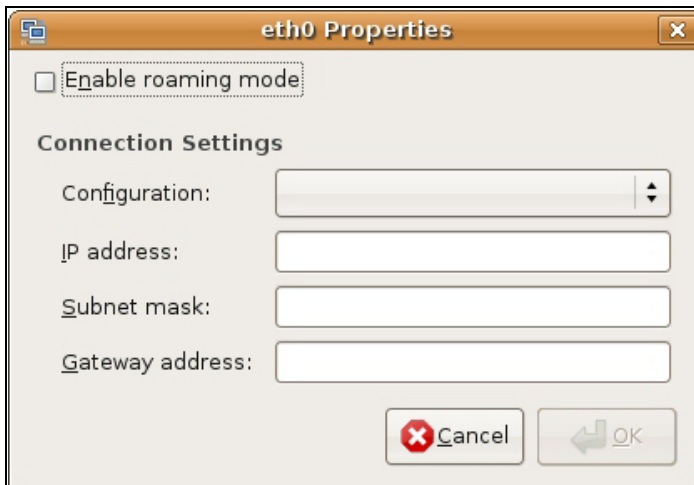 eth0 Properties
Enable roaming mode
Connection Settings
Configuration:
IP address:
Subnet mask:
Gateway address:
Cancel OK